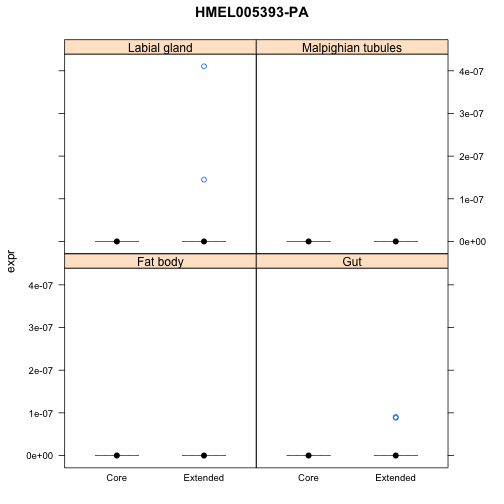 HMEL005393-PA
Labial gland
Malpighian tubules
4e-07
3e-07
2e-07
1e-07
0e+00
expr
Fat body
Gut
4e-07
3e-07
2e-07
1e-07
0e+00
Core
Extended
Core
Extended